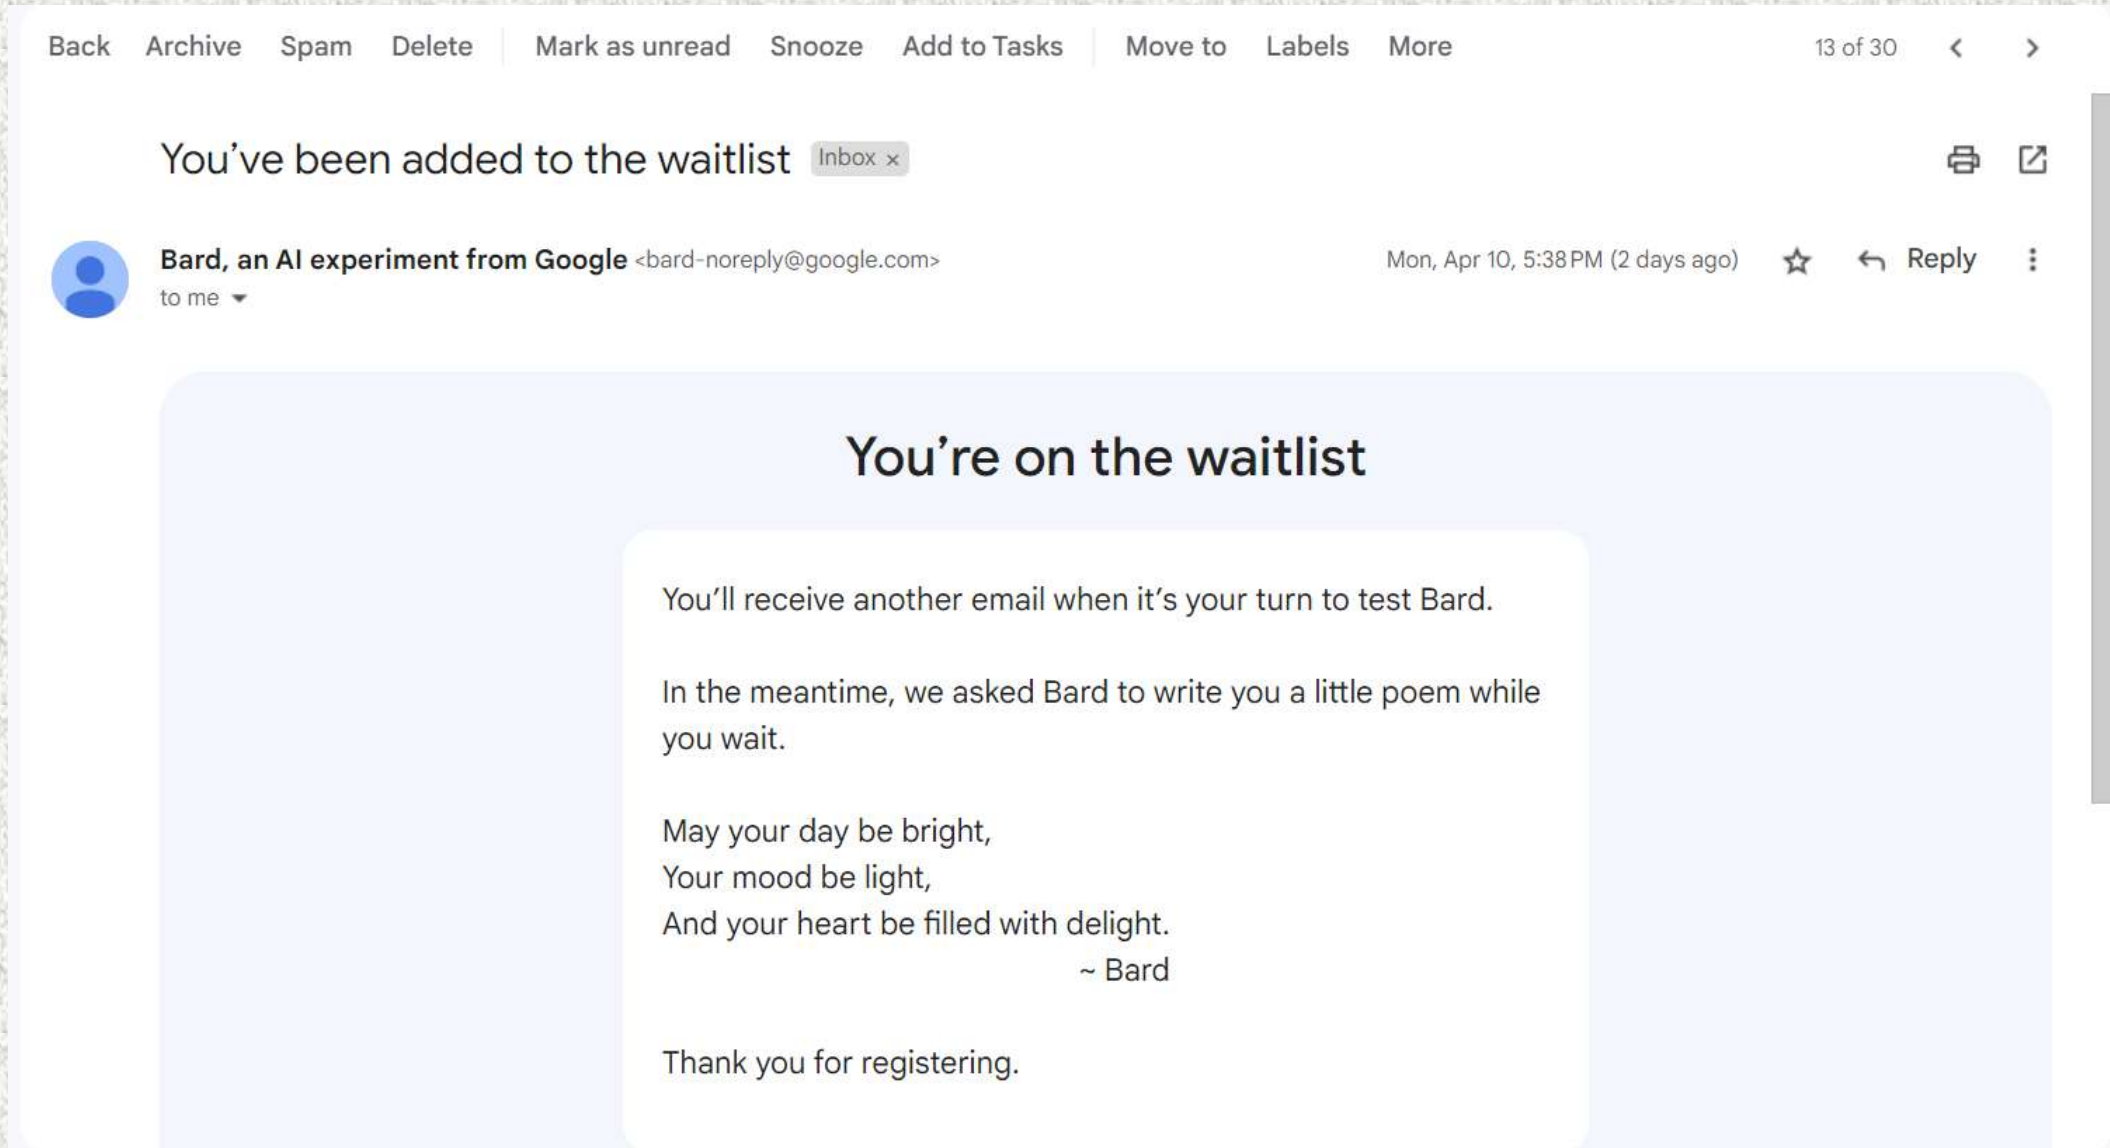 Back Archive Spam Delete Mark as unread Snooze Add to Tasks Move to Labels More 13 of 30
You've been added to the waitlist Inbox ×
Bard, an AI experiment from Google <bard-noreply@google.com> Mon, Apr 10, 5:38 PM (2 days ago) Reply
to me
You're on the waitlist
You'll receive another email when it's your turn to test Bard.
In the meantime, we asked Bard to write you a little poem while
you wait.
May your day be bright,
Your mood be light,
And your heart be filled with delight.
~ Bard
Thank you for registering.